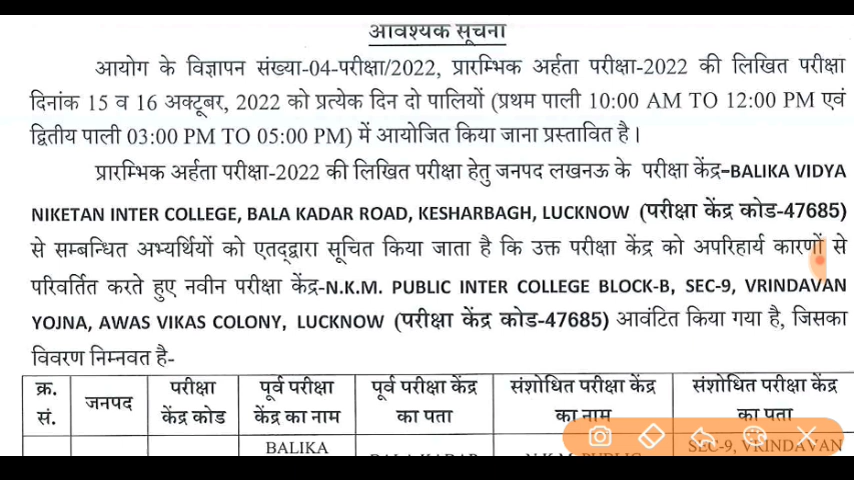 आवश्यक सूचना
आयोग के विज्ञापन संख्या-04-परीक्षा/2022, प्रारम्भिक अर्हता परीक्षा-2022 की लिखित परीक्षा
दिनांक 15 व 16 अक्टूबर, 2022 को प्रत्येक दिन दो पालियों (प्रथम पाली 10:00 AM TO 12:00 PM एवं
द्वितीय पाली 03:00 PM TO 05:00 PM) में आयोजित किया जाना प्रस्तावित है।
प्रारम्भिक अर्हता परीक्षा-2022 की लिखित परीक्षा हेतु जनपद लखनऊ के परीक्षा केंद्र-BALIKA VIDYA
NIKETAN INTER COLLEGE, BALA KADAR ROAD, KESHARBAGH, LUCKNOW (परीक्षा केंद्र कोड-47685)
से सम्बन्धित अभ्यर्थियों को एतद्द्वारा सूचित किया जाता है कि उक्त परीक्षा केंद्र को अपरिहार्य कारणों से
परिवर्तित करते हुए नवीन परीक्षा केंद्र-N.K.M. PUBLIC INTER COLLEGE BLOCK-B, SEC-9, VRINDAVAN
YOJNA, AWAS VIKAS COLONY, LUCKNOW (परीक्षा केंद्र कोड-47685) आवंटित किया गया है, जिसका
विवरण निम्नवत है-
क्र. सं. जनपद परीक्षा केंद्र कोड पूर्व परीक्षा केंद्र का नाम पूर्व परीक्षा केंद्र का पता संशोधित परीक्षा केंद्र का नाम संशोधित परीक्षा केंद्र का पता
BALIKA SEC-9, VRINDAVAN
BALA KADAR N.K.M. PUBLIC